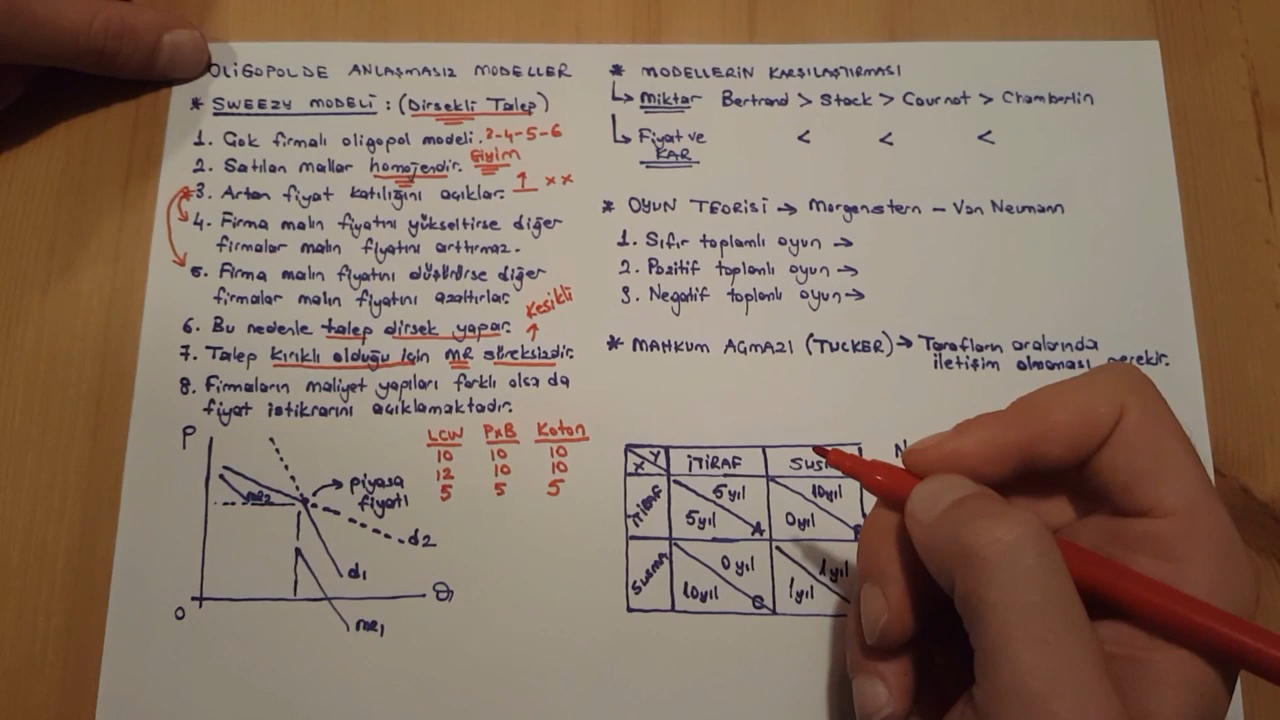 OLİGOPOLDE ANLAŞMASIZ MODELLER
* SWEEZY MODELİ : (Dirsekli Talep)
1. Çok firmalı oligopol modeli. 2-4-5-6
2. Satılan mallar homojendir. Giyim
3. Artan fiyat katılığını açıklar. ↑ x x
4. Firma malın fiyatını yükseltirse diğer
firmalar malın fiyatını arttırmaz.
5. Firma malın fiyatını düşürürse diğer
firmalar malın fiyatını azaltırlar.
Kesikli
6. Bu nedenle talep dirsek yapar.
7. Talep kırıklı olduğu için MR süreksizdir.
8. Firmaların maliyet yapıları farklı olsa da
fiyat istikrarını açıklamaktadır.
LCW PxB Koton
10 10 10
12 10 10
5 5 5
P
mR2
piyasa
fiyatı
d2
d1
Q
0
mR1
* MODELLERİN KARŞILAŞTIRMASI
Miktar Bertrand > Stack > Cournot > Chamberlin
Fiyat ve < < <
KAR
* OYUN TEORİSİ → Morgenstern - Van Neumann
1. Sıfır toplamlı oyun →
2. Pozitif toplamlı oyun →
3. Negatif toplamlı oyun →
* MAHKUM AÇMAZI (TUCKER) → Tarafların aralarında
iletişim olmaması
X Y İTİRAF
İTİRAF 5yıl 10yıl
5yıl A 0yıl
SUSMA 0yıl 1yıl
10yıl C 1yıl